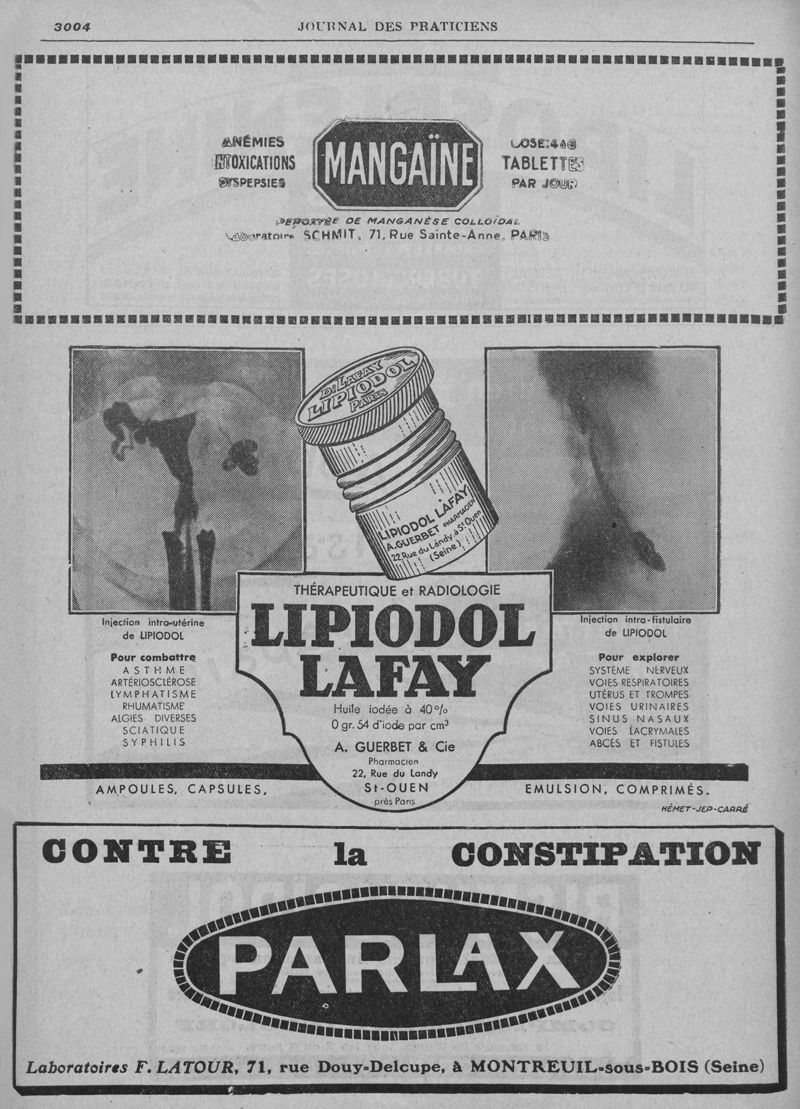 3004
JOURNAL DES PRATICIENS
ANÉMIES
INTOXICATIONS
DYSPEPSIES
MANGAÏNE
DOSE: 4 à 6
TABLETTES
PAR JOUR
PEPTONE DE MANGANÈSE COLLOÏDAL
Laboratoire SCHMIT, 71, Rue Sainte-Anne, PARIS
Dr LAFAY
LIPIODOL
PARIS
LIPIODOL LAFAY
A. GUERBET PHARMACIEN
22, Rue du Landy à St-Ouen
(Seine)
Injection intra-utérine
de LIPIODOL
Pour combattre
ASTHME
ARTÉRIOSCLÉROSE
LYMPHATISME
RHUMATISME
ALGIES DIVERSES
SCIATIQUE
SYPHILIS
THÉRAPEUTIQUE et RADIOLOGIE
LIPIODOL
LAFAY
Huile iodée à 40%
0 gr. 54 d'iode par cm³
A. GUERBET & Cie
Pharmacien
22, Rue du Landy
St-OUEN
près Paris
Injection intra-fistulaire
de LIPIODOL
Pour explorer
SYSTÈME NERVEUX
VOIES RESPIRATOIRES
UTÉRUS ET TROMPES
VOIES URINAIRES
SINUS NASAUX
VOIES LACRYMALES
ABCÈS ET FISTULES
AMPOULES, CAPSULES,
EMULSION, COMPRIMÉS.
HÉMET-JEP-CARRÉ
CONTRE la CONSTIPATION
PARLAX
Laboratoires F. LATOUR, 71, rue Douy-Delcupe, à MONTREUIL-sous-BOIS (Seine)